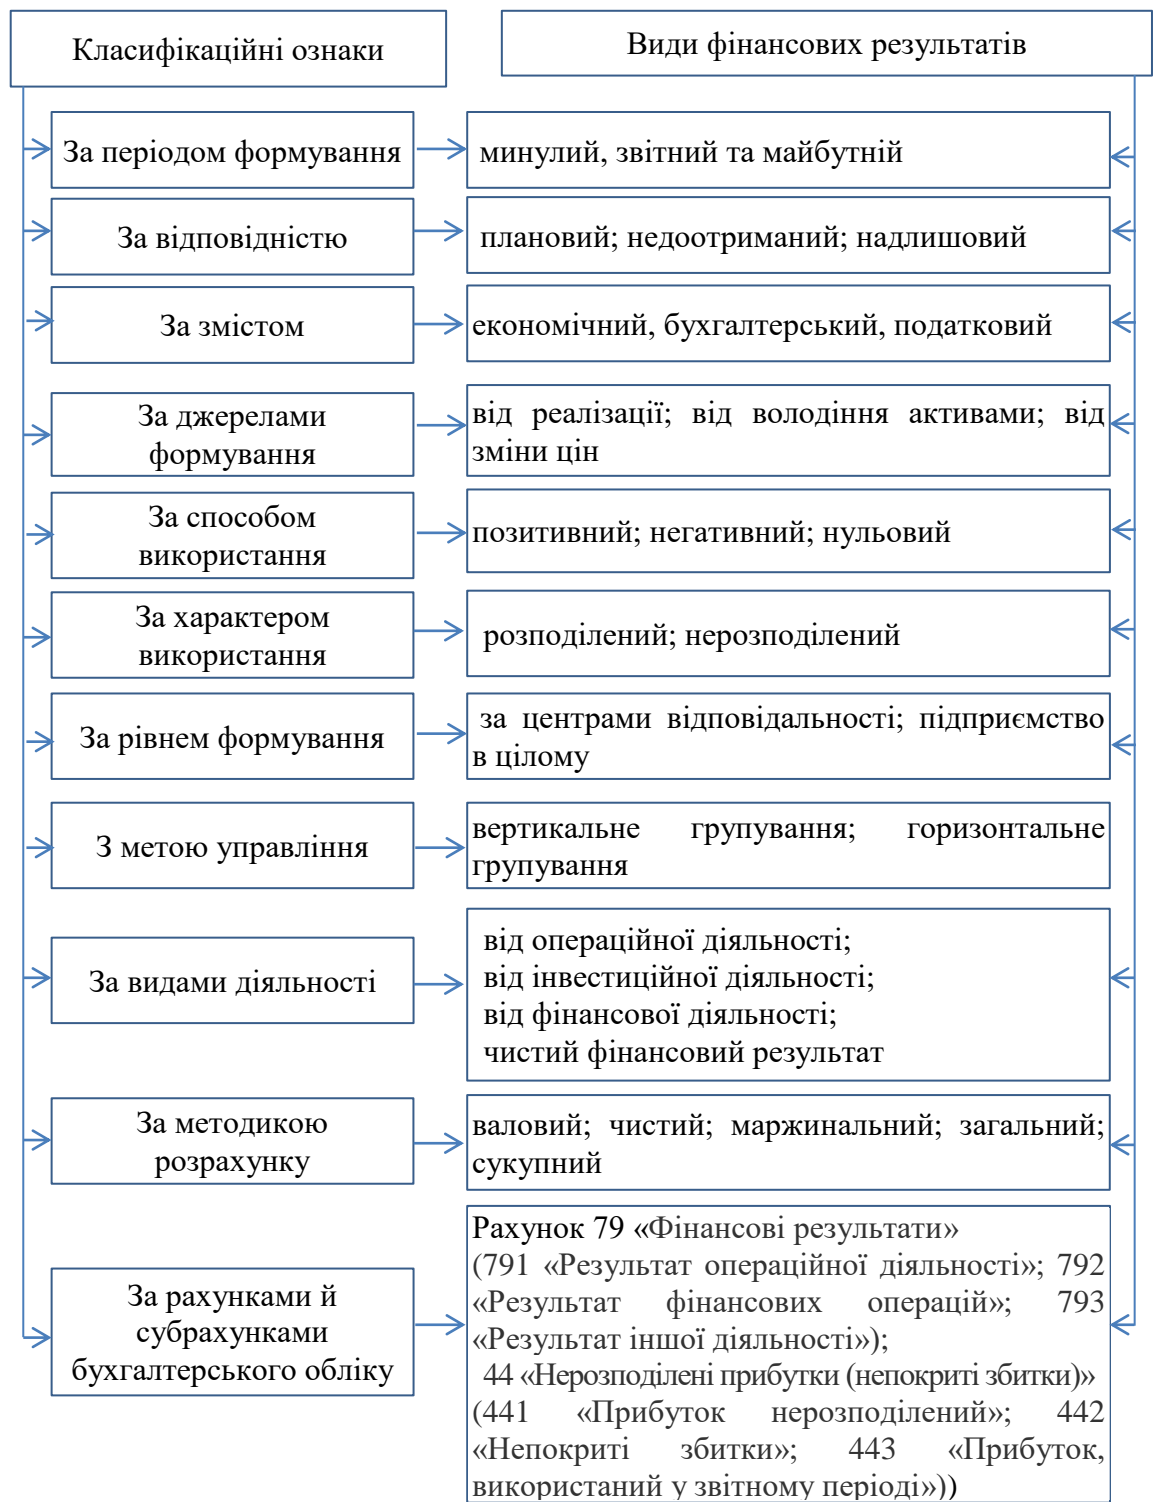 Класифікаційні ознаки
Види фінансових результатів
За періодом формування
минулий, звітний та майбутній
За відповідністю
плановий; недоотриманий; надлишовий
За змістом
економічний, бухгалтерський, податковий
За джерелами
формування
від реалізації; від володіння активами; від
зміни цін
За способом
використання
позитивний; негативний; нульовий
За характером
використання
розподілений; нерозподілений
За рівнем формування
за центрами відповідальності; підприємство
в цілому
З метою управління
вертикальне групування; горизонтальне
групування
За видами діяльності
від операційної діяльності;
від інвестиційної діяльності;
від фінансової діяльності;
чистий фінансовий результат
За методикою
розрахунку
валовий; чистий; маржинальний; загальний;
сукупний
За рахунками й
субрахунками
бухгалтерського обліку
Рахунок 79 «Фінансові результати»
(791 «Результат операційної діяльності»; 792
«Результат фінансових операцій»; 793
«Результат іншої діяльності»);
44 «Нерозподілені прибутки (непокриті збитки)»
(441 «Прибуток нерозподілений»; 442
«Непокриті збитки»; 443 «Прибуток,
використаний у звітному періоді»))